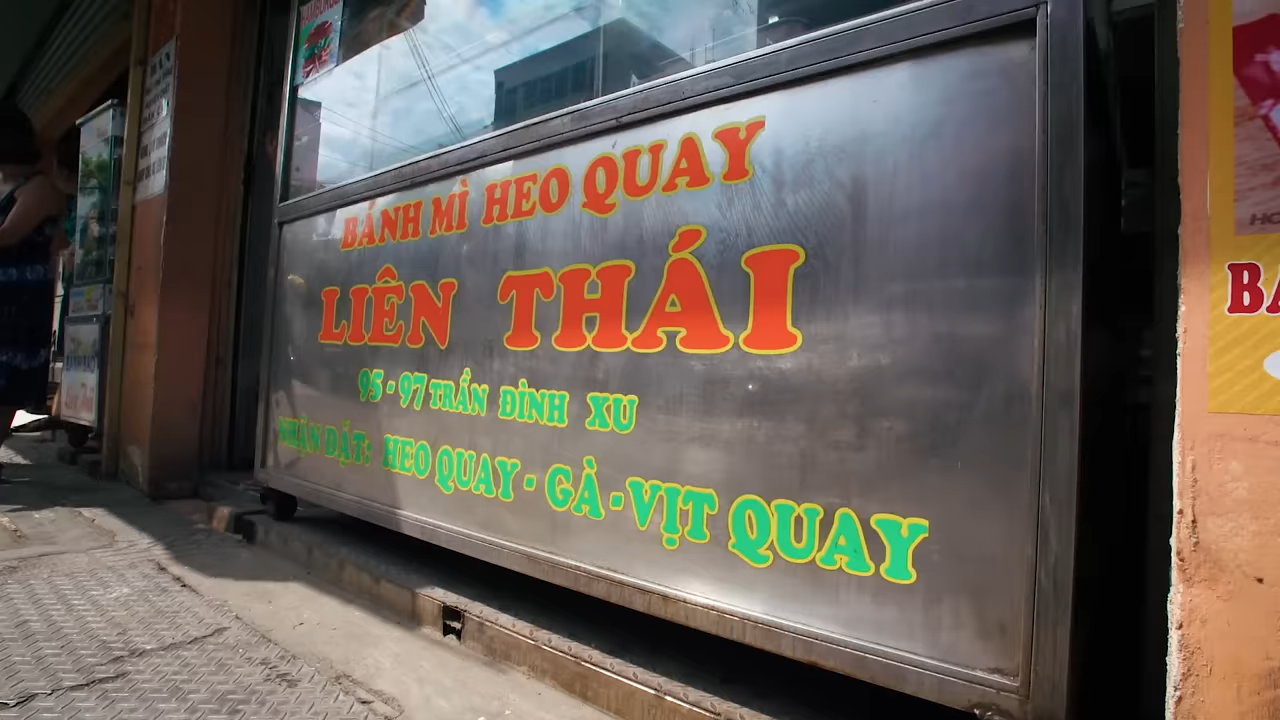 BÁNH MÌ HEO QUAY
LIÊN THÁI
95 - 97 TRẦN ĐÌNH XU
NHẬN ĐẶT: HEO QUAY - GÀ - VỊT QUAY